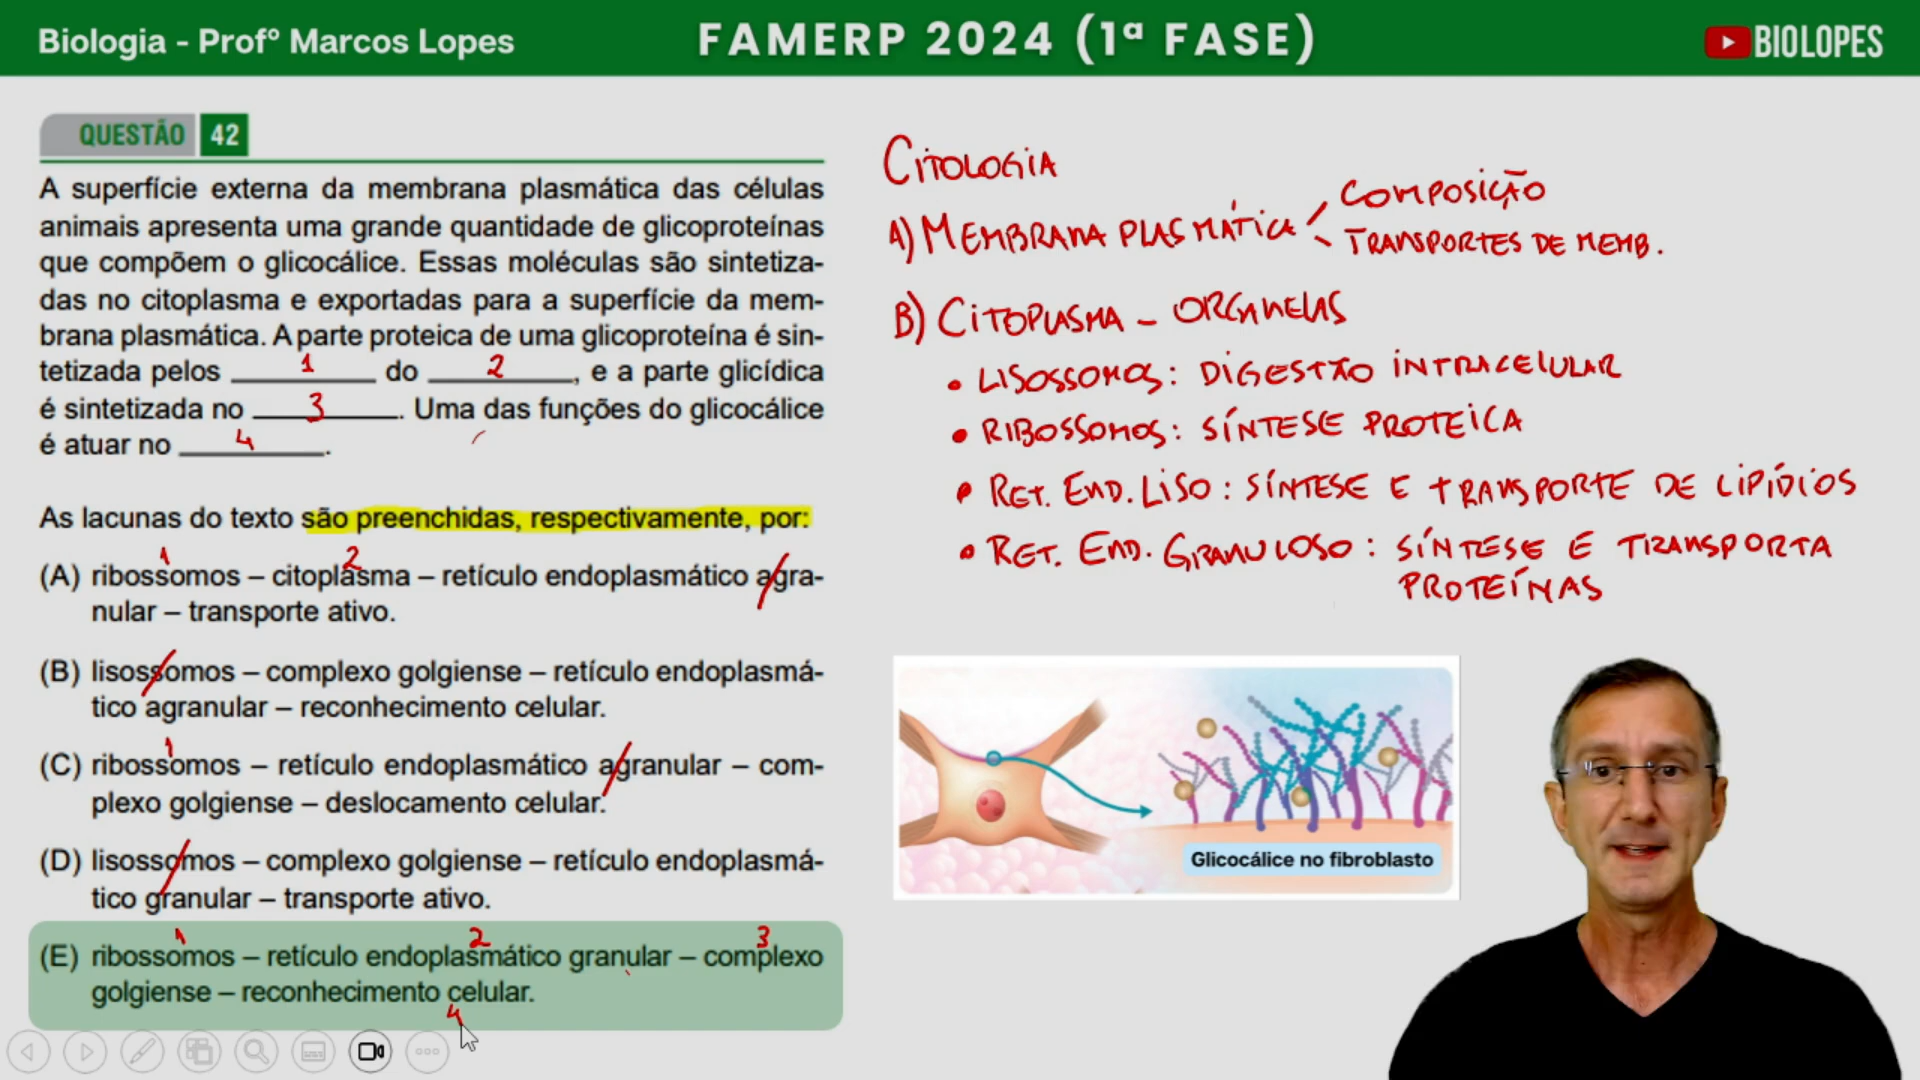 Biologia - Profº Marcos Lopes
FAMERP 2024 (1ª FASE)
BIOLOPES
QUESTÃO 42
A superfície externa da membrana plasmática das células
animais apresenta uma grande quantidade de glicoproteínas
que compõem o glicocálice. Essas moléculas são sintetiza-
das no citoplasma e exportadas para a superfície da mem-
brana plasmática. A parte proteica de uma glicoproteína é sin-
tetizada pelos ___1___ do ___2___, e a parte glicídica
é sintetizada no ___3___. Uma das funções do glicocálice
é atuar no ___4___.
As lacunas do texto são preenchidas, respectivamente, por:
1 2
(A) ribossomos – citoplasma – retículo endoplasmático agra-
nular – transporte ativo.
(B) lisossomos – complexo golgiense – retículo endoplasmá-
tico agranular – reconhecimento celular.
1
(C) ribossomos – retículo endoplasmático agranular – com-
plexo golgiense – deslocamento celular.
(D) lisossomos – complexo golgiense – retículo endoplasmá-
tico granular – transporte ativo.
1 2 3
(E) ribossomos – retículo endoplasmático granular – complexo
golgiense – reconhecimento celular.
4
CITOLOGIA
A) MEMBRANA PLASMÁTICA
COMPOSIÇÃO
TRANSPORTES DE MEMB.
B) CITOPLASMA - ORGANELAS
• LISOSSOMOS: DIGESTÃO INTRACELULAR
• RIBOSSOMOS: SÍNTESE PROTEICA
• RET. END. LISO: SÍNTESE E TRANSPORTE DE LIPÍDIOS
• RET. END. GRANULOSO: SÍNTESE E TRANSPORTA
PROTEÍNAS
Glicocálice no fibroblasto